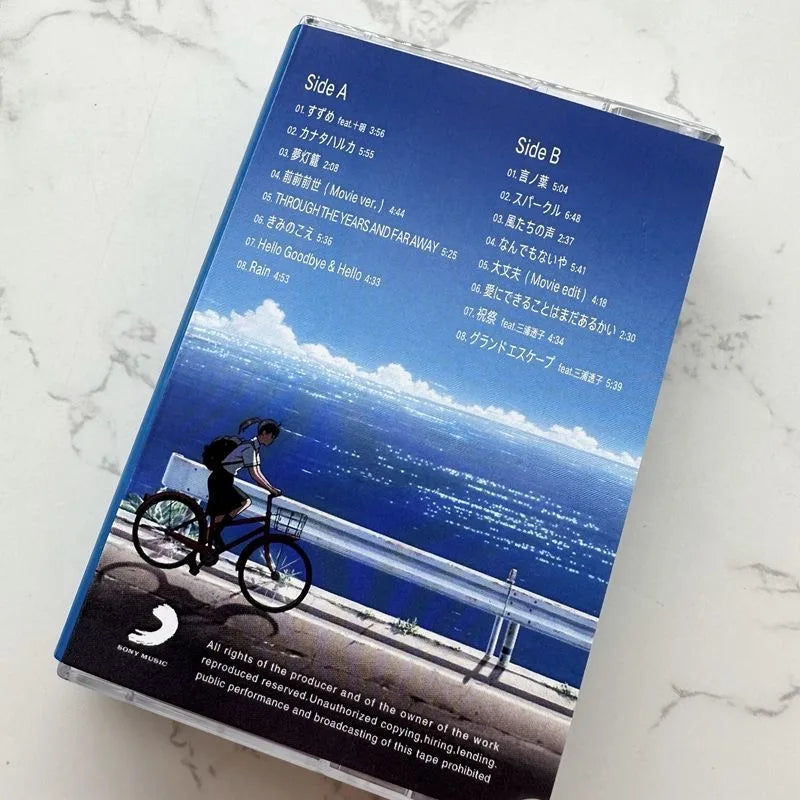 Side A
01. すずめ feat.十明 3:56
02. カナタハルカ 5:55
03. 夢灯籠 2:08
04. 前前前世 ( Movie ver. ) 4:44
05. THROUGH THE YEARS AND FAR AWAY 5:25
06. きみのこえ 5:36
07. Hello Goodbye & Hello 4:33
08. Rain 4:53
Side B
01. 言ノ葉 5:04
02. スパークル 6:48
03. 風たちの声 2:37
04. なんでもないや 5:41
05. 大丈夫 ( Movie edit ) 4:18
06. 愛にできることはまだあるかい 2:30
07. 祝祭 feat.三浦透子 4:34
08. グランドエスケープ feat.三浦透子 5:39
SONY MUSIC
All rights of the producer and of the owner of the work
reproduced reserved.Unauthorized copying,hiring.lending.
public performance and broadcasting of this tape prohibited